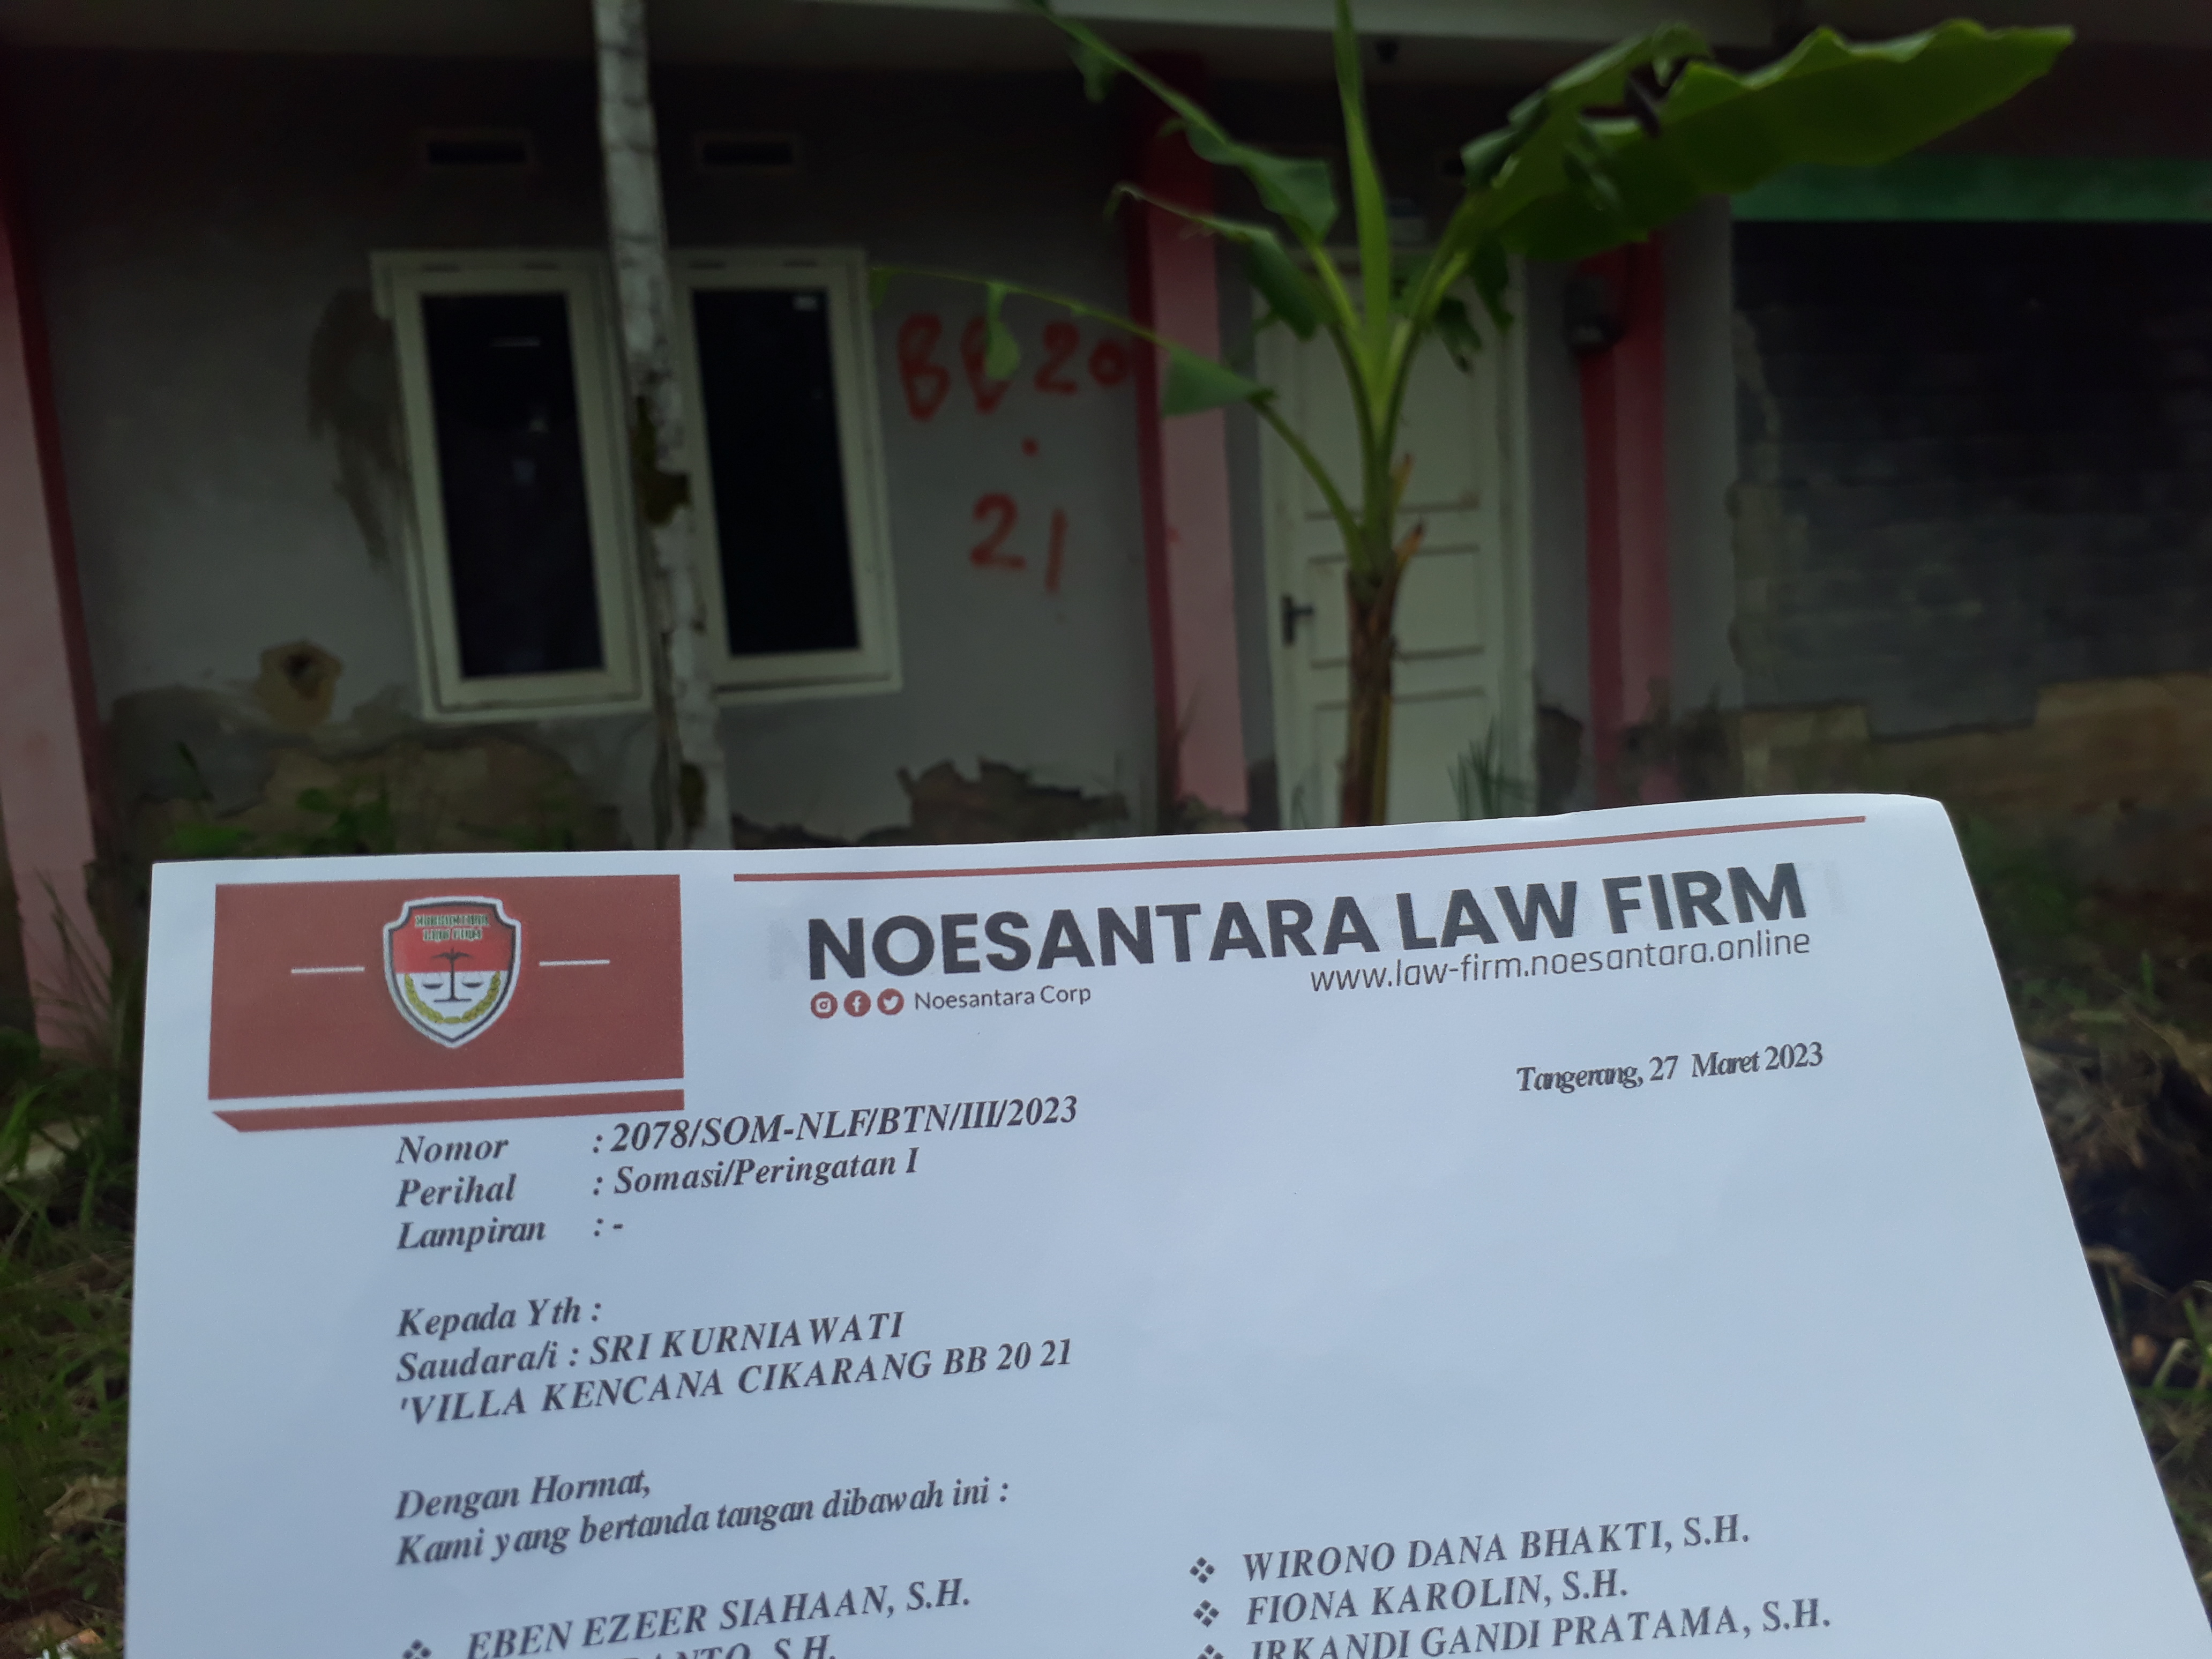 BB 20
21
NOESANTARA LAW FIRM
NOESANTARA LAW FIRM
www.law-firm.noesantara.online
Noesantara Corp
Tangerang, 27 Maret 2023
Nomor : 2078/SOM-NLF/BTN/III/2023
Perihal : Somasi/Peringatan I
Lampiran : -
Kepada Yth :
Saudara/i : SRI KURNIAWATI
'VILLA KENCANA CIKARANG BB 20 21
Dengan Hormat,
Kami yang bertanda tangan dibawah ini :
❖ EBEN EZEER SIAHAAN, S.H.
S.H.
❖ WIRONO DANA BHAKTI, S.H.
❖ FIONA KAROLIN, S.H.
❖ IRKANDI GANDI PRATAMA, S.H.